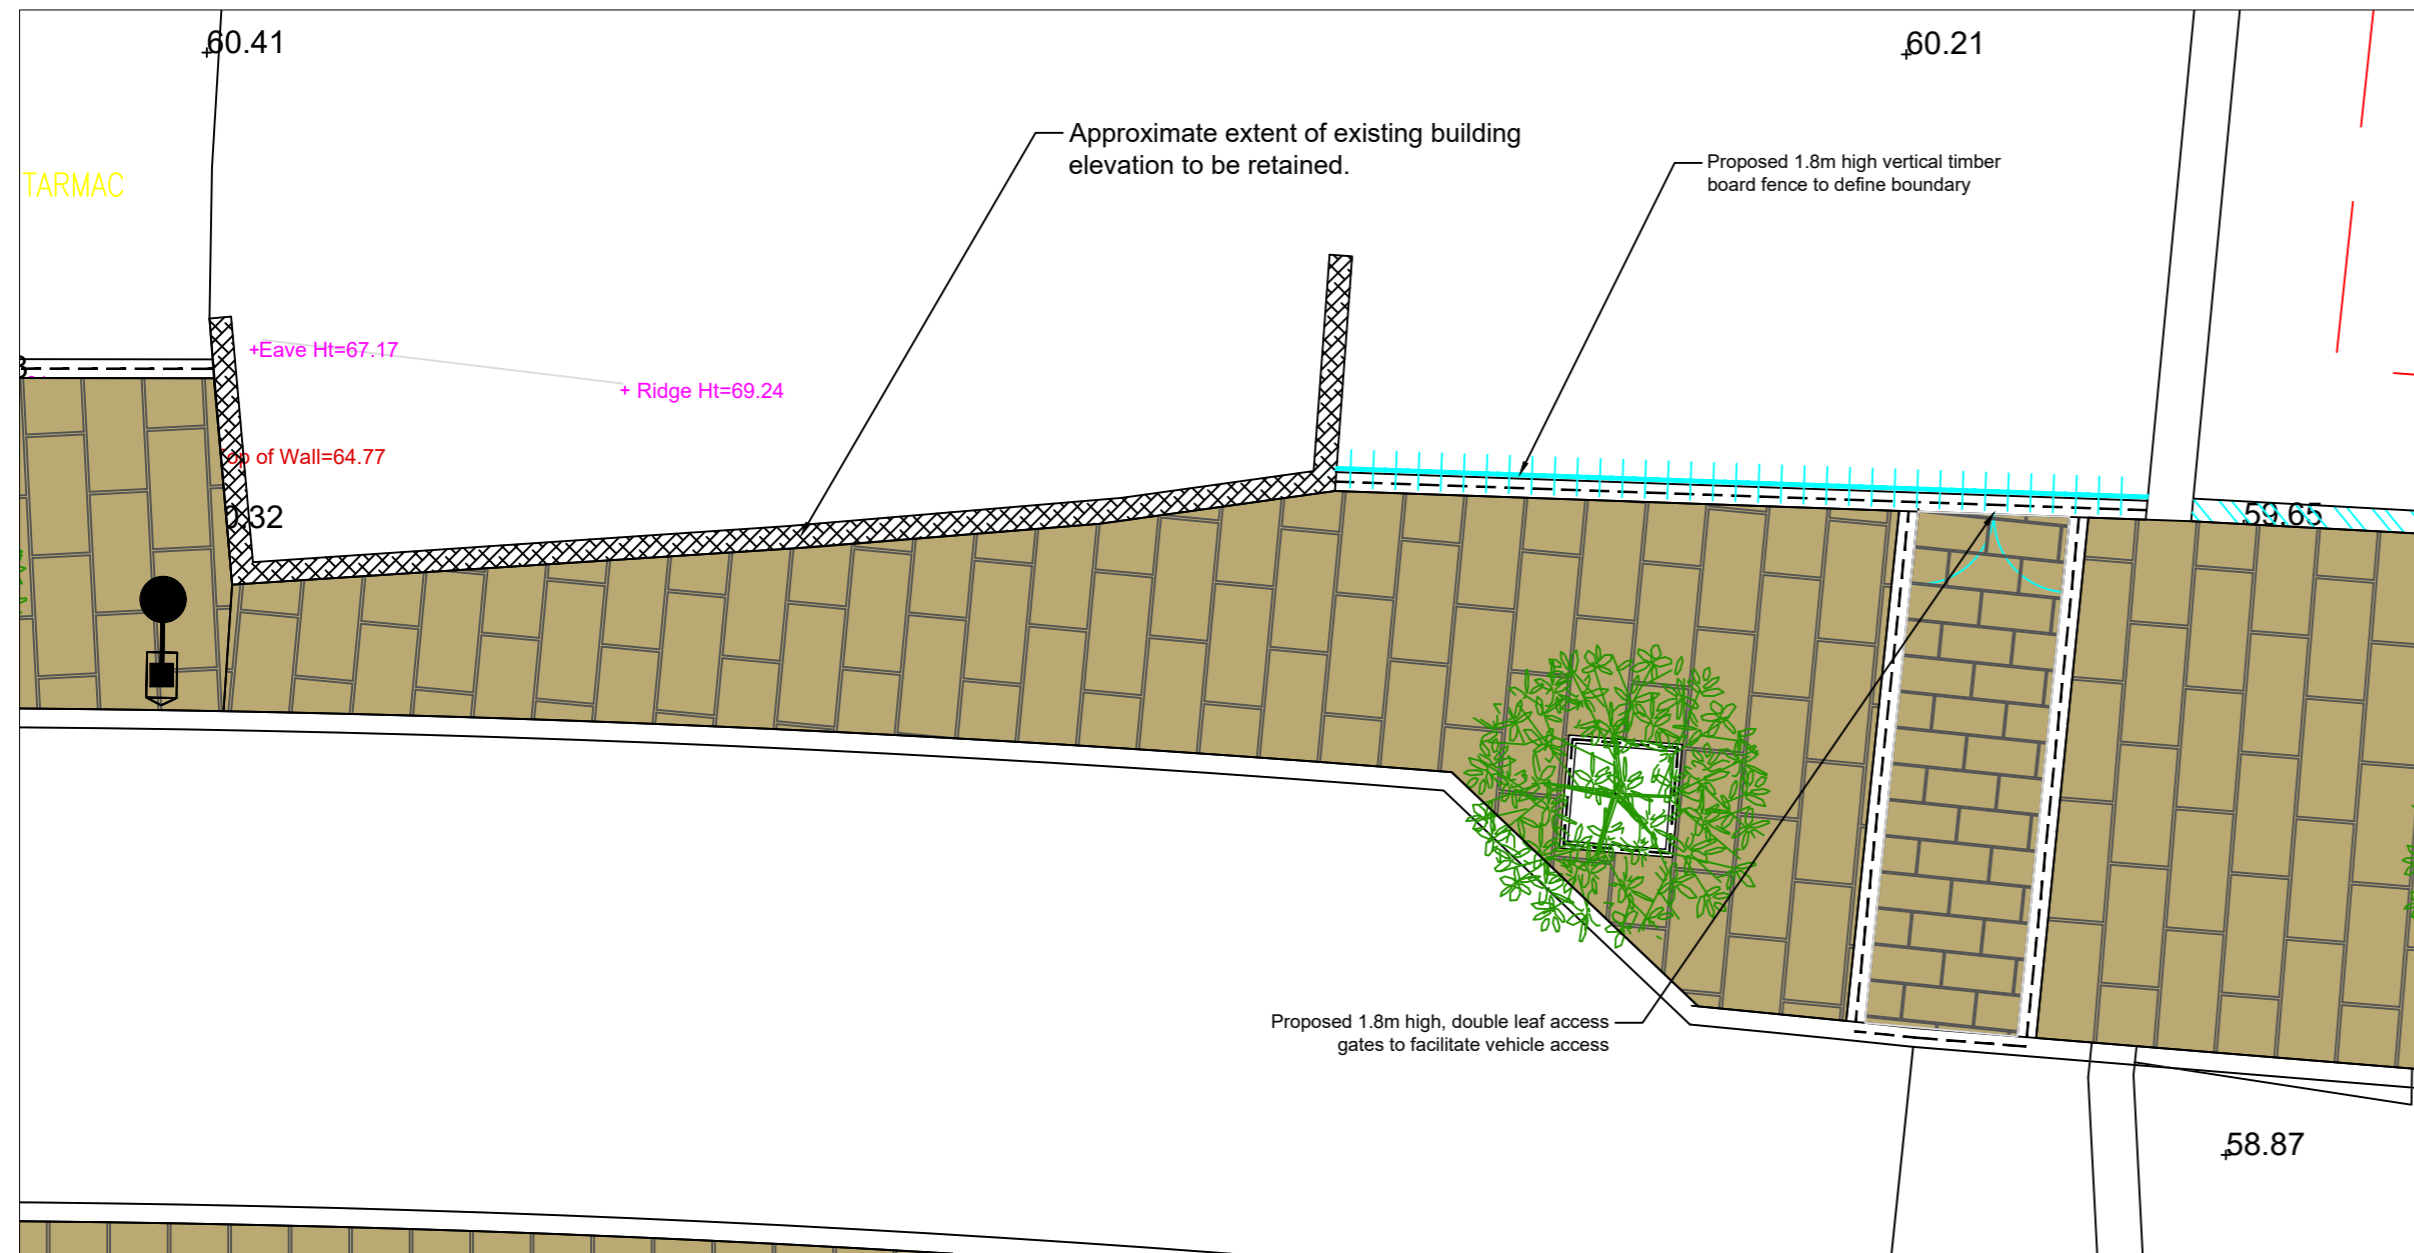 60.41
60.21
Approximate extent of existing building
elevation to be retained.
Proposed 1.8m high vertical timber
board fence to define boundary
TARMAC
+Eave Ht=67.17
+ Ridge Ht=69.24
of Wall=64.77
.32
59.65
Proposed 1.8m high, double leaf access
gates to facilitate vehicle access
58.87